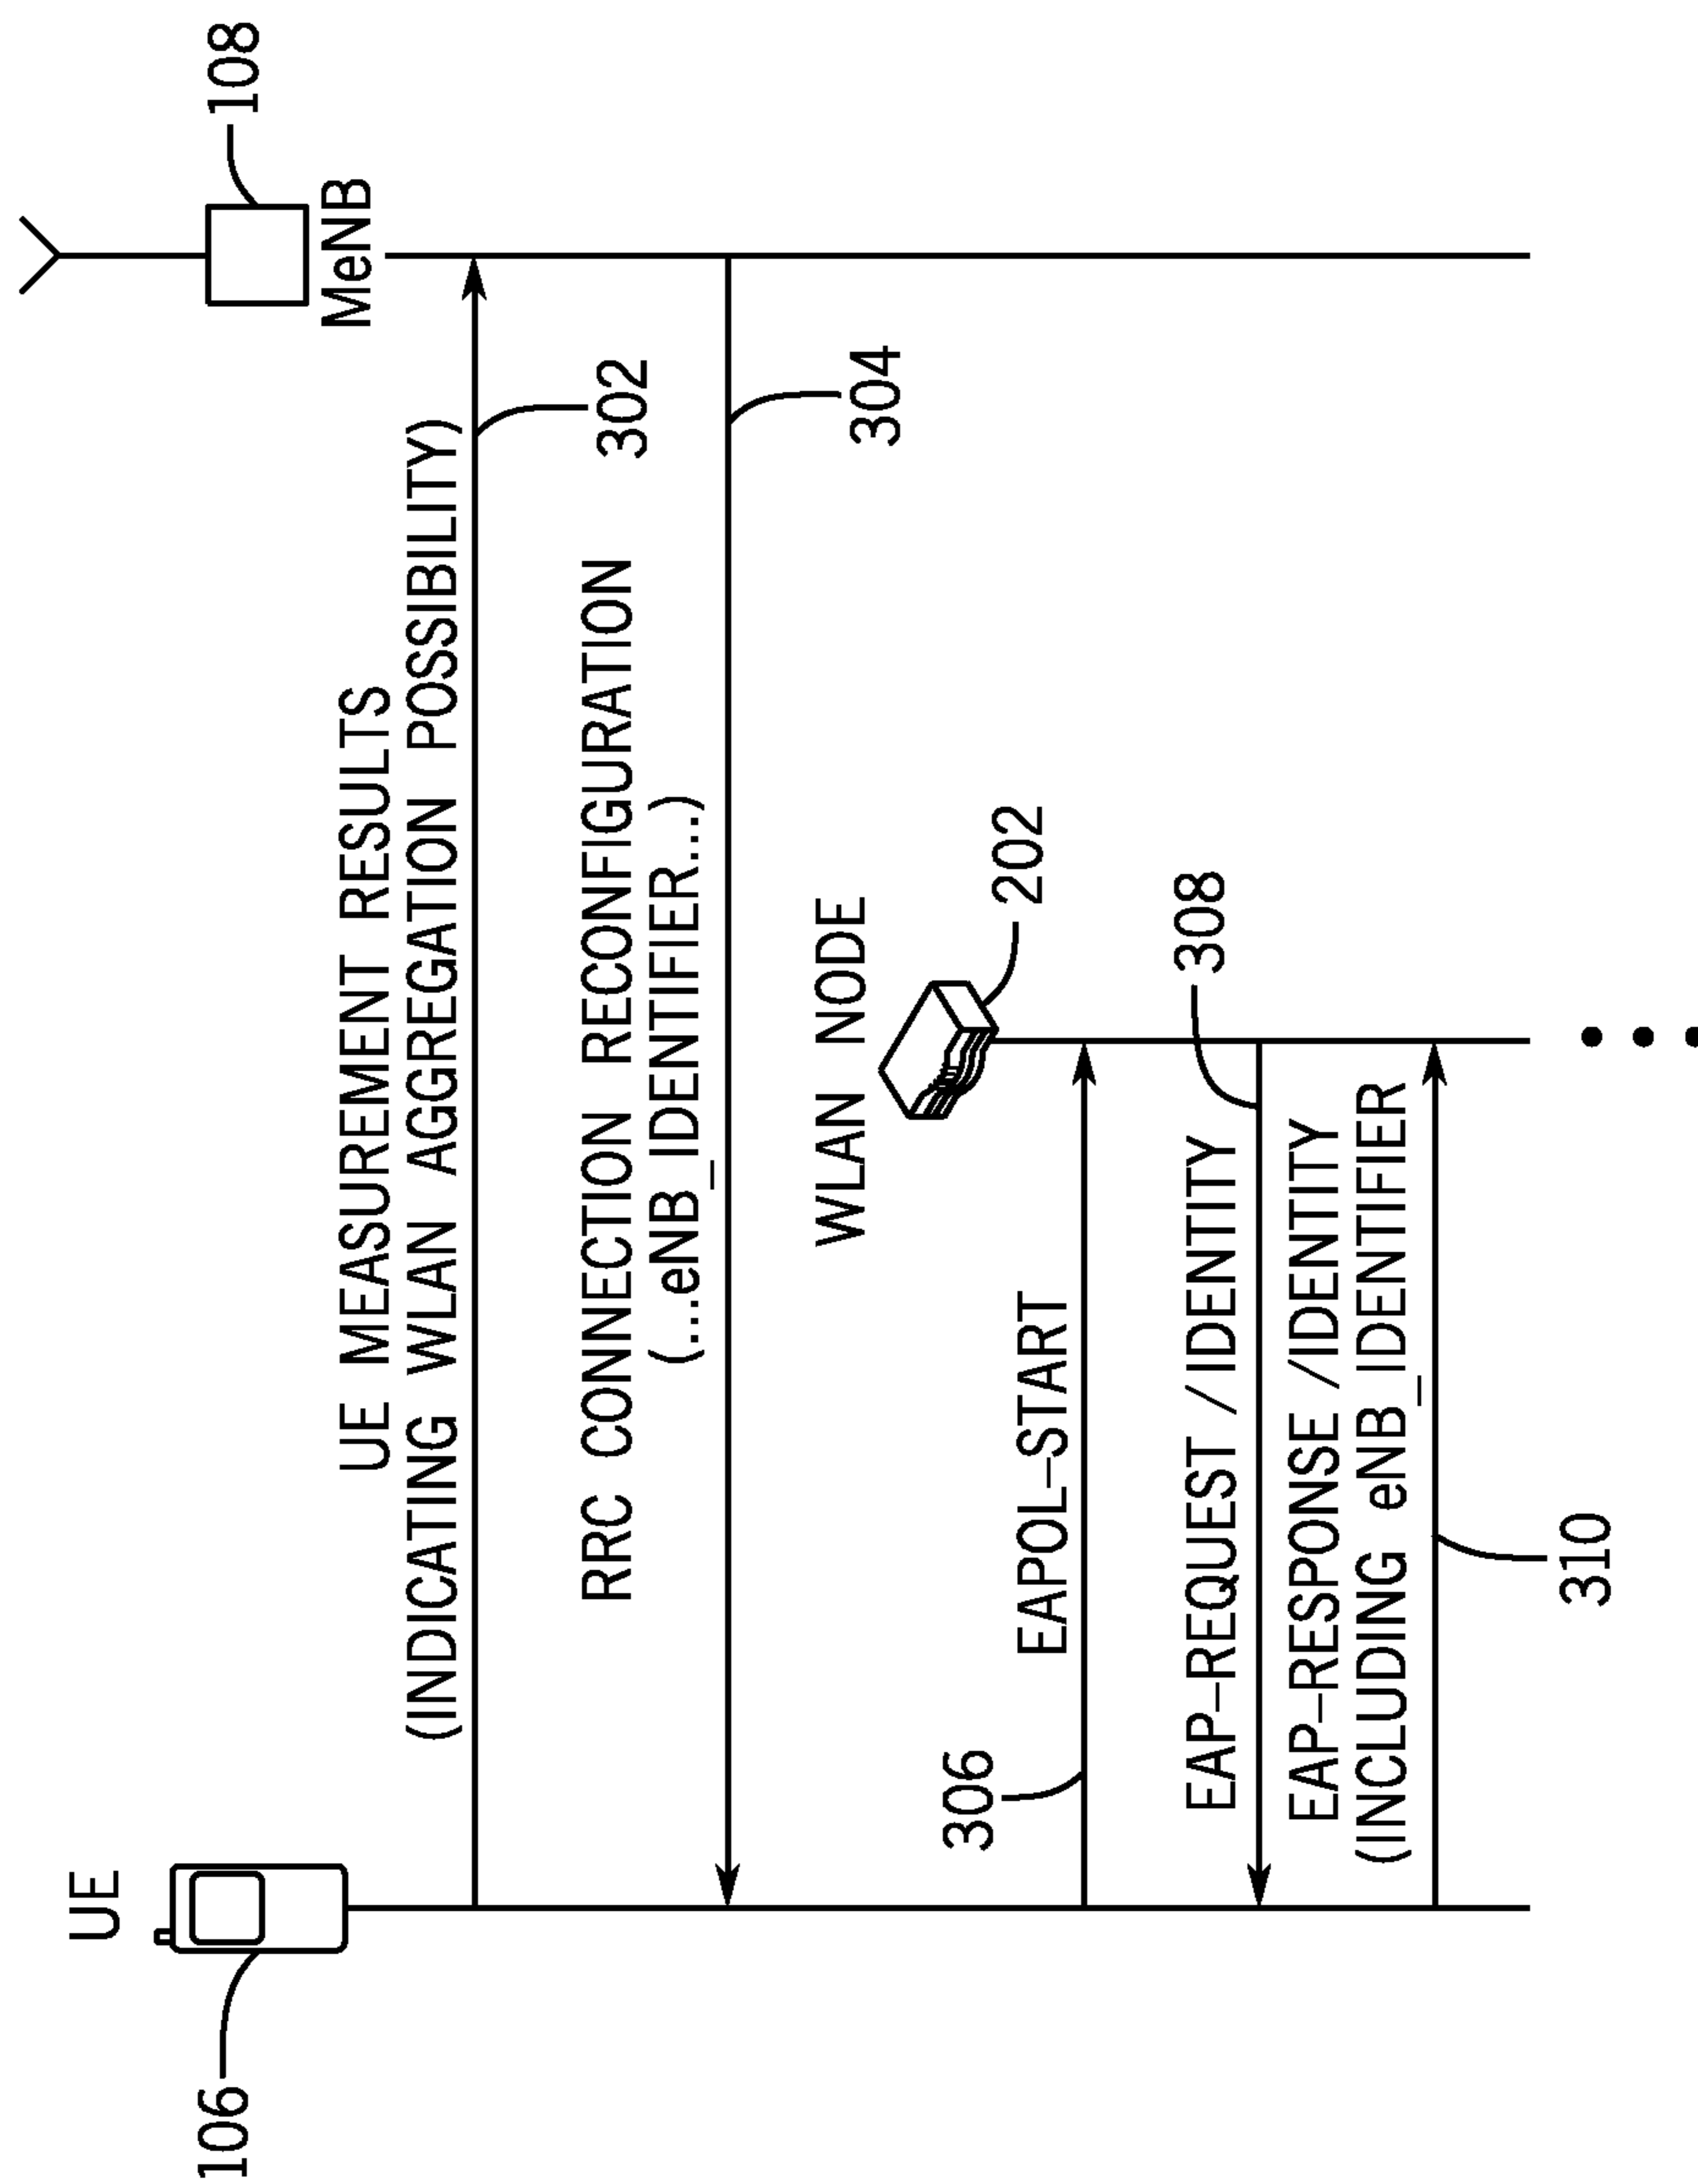 UE
106
MeNB
108
UE MEASUREMENT RESULTS
(INDICATING WLAN AGGREGATION POSSIBILITY)
302
RRC CONNECTION RECONFIGURATION
(...eNB_IDENTIFIER...)
304
WLAN NODE
202
306
EAPOL-START
308
EAP-REQUEST/IDENTITY
EAP-RESPONSE/IDENTITY
(INCLUDING eNB_IDENTIFIER
310